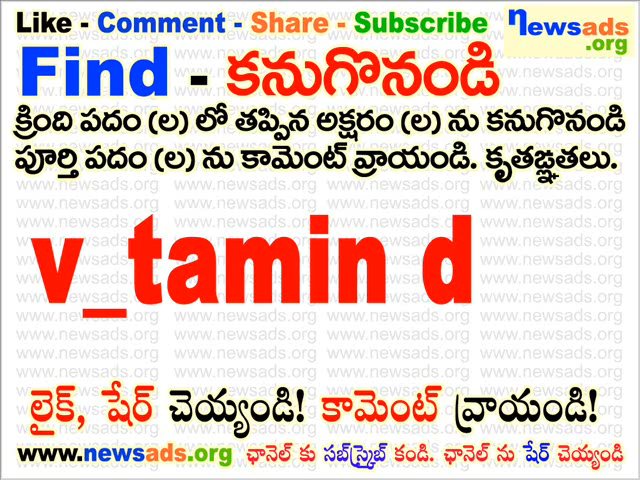 Like - Comment - Share - Subscribe
newsads
.org
Find - కనుగొనండి
క్రింది పదం (ల) లో తప్పిన అక్షరం (ల) ను కనుగొనండి
పూర్తి పదం (ల) ను కామెంట్ వ్రాయండి. కృతఙ్ఞతలు.
v_tamin d
లైక్, షేర్ చెయ్యండి! కామెంట్ వ్రాయండి!
www.newsads.org ఛానెల్ కు సబ్‌స్క్రైబ్ కండి. ఛానెల్ ను షేర్ చెయ్యండి